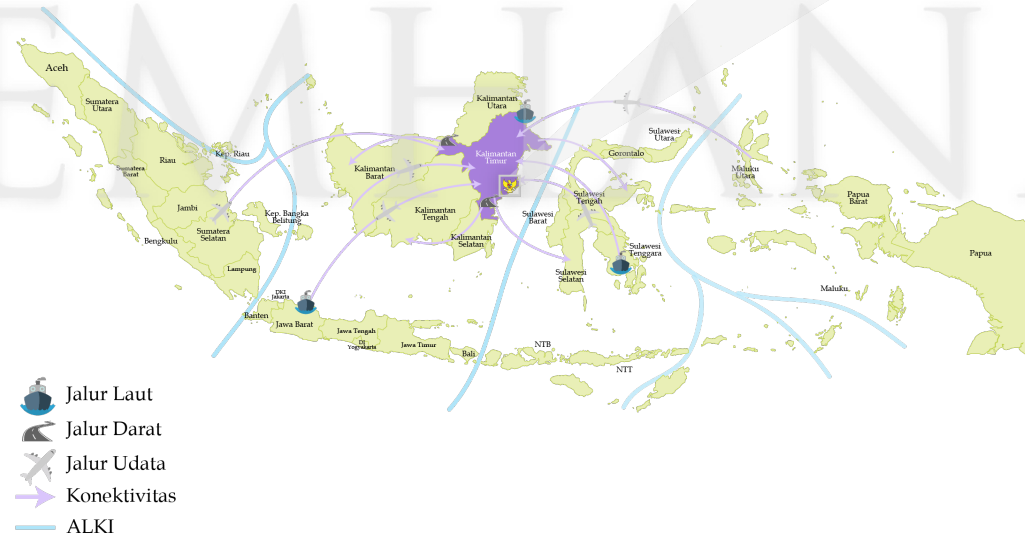 EMHAN
Aceh
Sumatera
Utara
Riau
Kep. Riau
Sumatera
Barat
Jambi
Sumatera
Selatan
Bengkulu
Kep. Bangka
Belitung
Lampung
DKI
Jakarta
Banten
Jawa Barat
Jawa Tengah
DI
Yogyakarta
Jawa Timur
Bali
NTB
NTT
Kalimantan
Utara
Kalimantan
Timur
Kalimantan
Barat
Kalimantan
Tengah
Kalimantan
Selatan
Sulawesi
Utara
Gorontalo
Sulawesi
Tengah
Sulawesi
Barat
Sulawesi
Tenggara
Sulawesi
Selatan
Maluku
Utara
Papua
Barat
Papua
Maluku
Jalur Laut
Jalur Darat
Jalur Udata
Konektivitas
ALKI